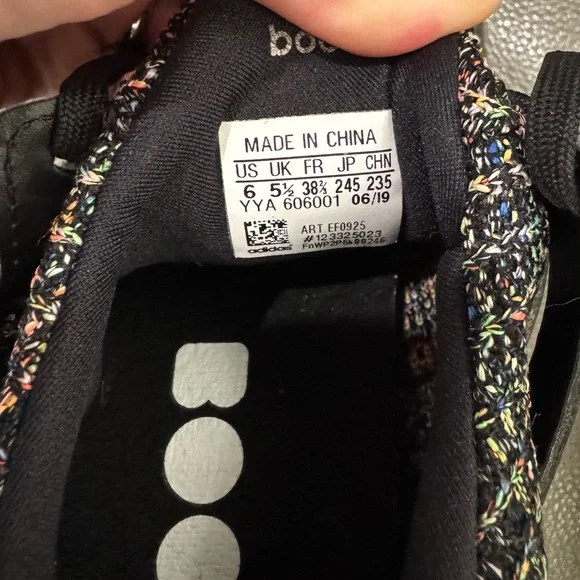 boo
MADE IN CHINA
US UK FR JP CHN
6 5½ 38⅔ 245 235
YYA 606001 06/19
ART EF0925
#123325023
adidas FnWP2P5k00246
BOO